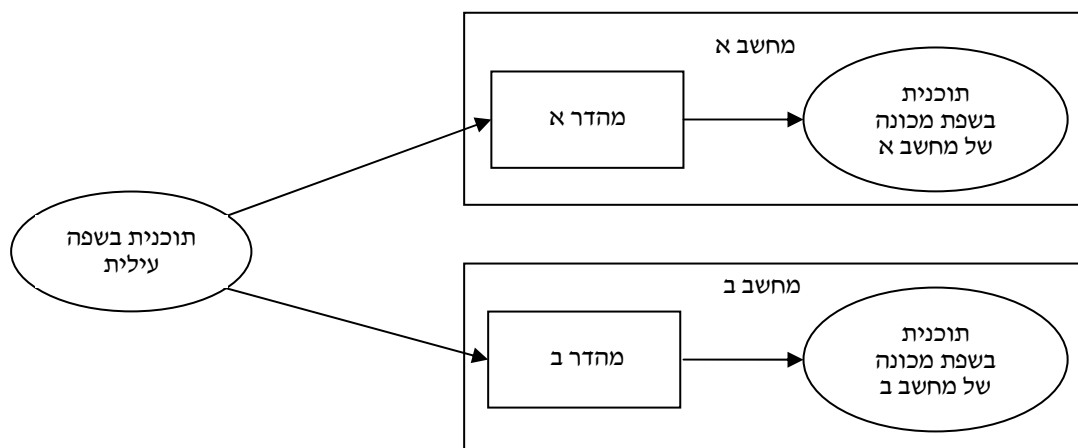 מחשב א
מהדר א
תוכנית
בשפת מכונה
של מחשב א
תוכנית בשפה
עילית
מחשב ב
מהדר ב
תוכנית
בשפת מכונה
של מחשב ב